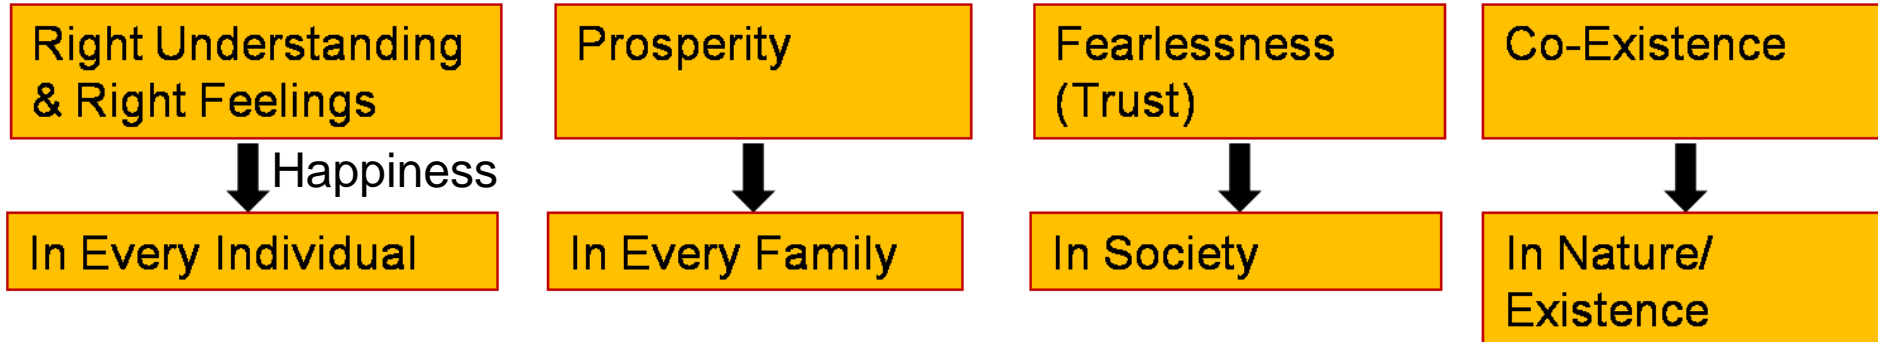 Right Understanding
& Right Feelings
Prosperity
Fearlessness
(Trust)
Co-Existence
Happiness
In Every Individual
In Every Family
In Society
In Nature/
Existence